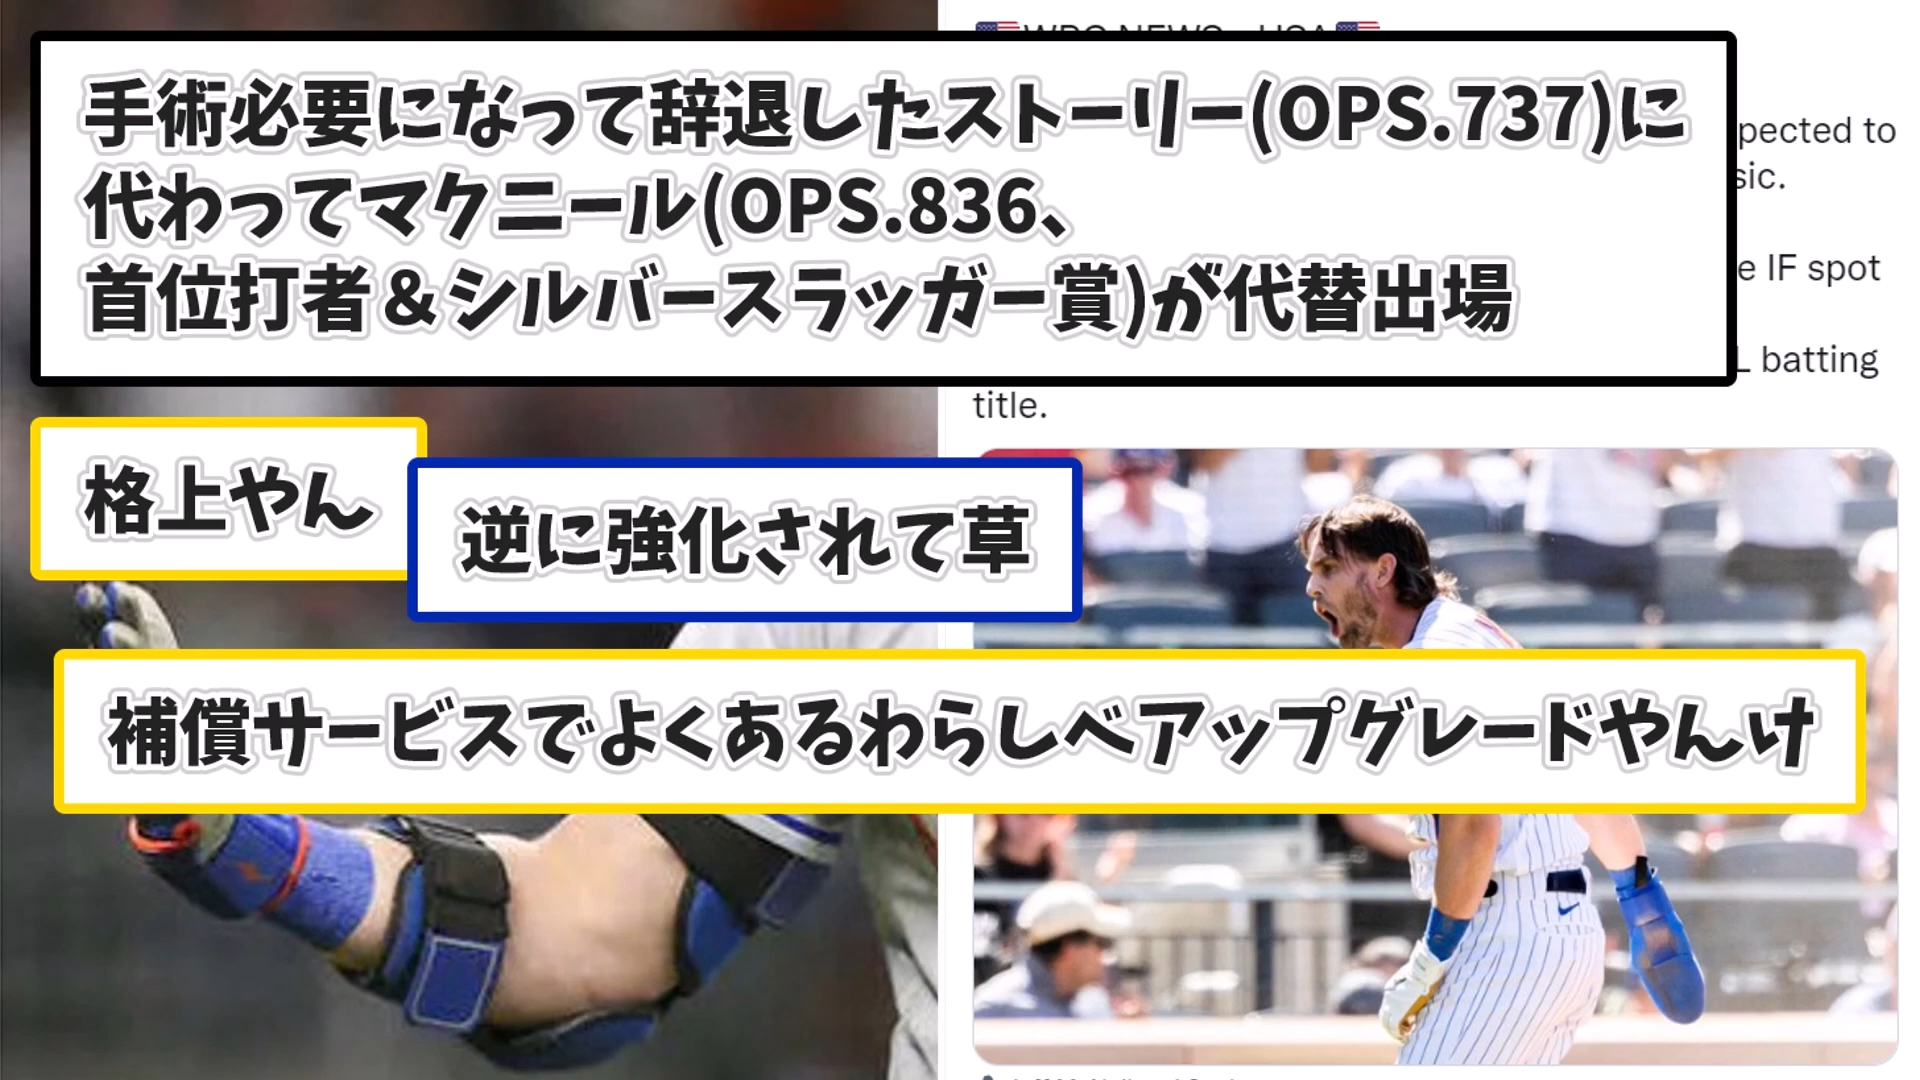 WBC NEWS - USA
手術必要になって辞退したストーリー(OPS.737)に
代わってマクニール(OPS.836、
首位打者＆シルバースラッガー賞)が代替出場
pected to
sic.
e IF spot
L batting
title.
格上やん
逆に強化されて草
補償サービスでよくあるわらしべアップグレードやんけ